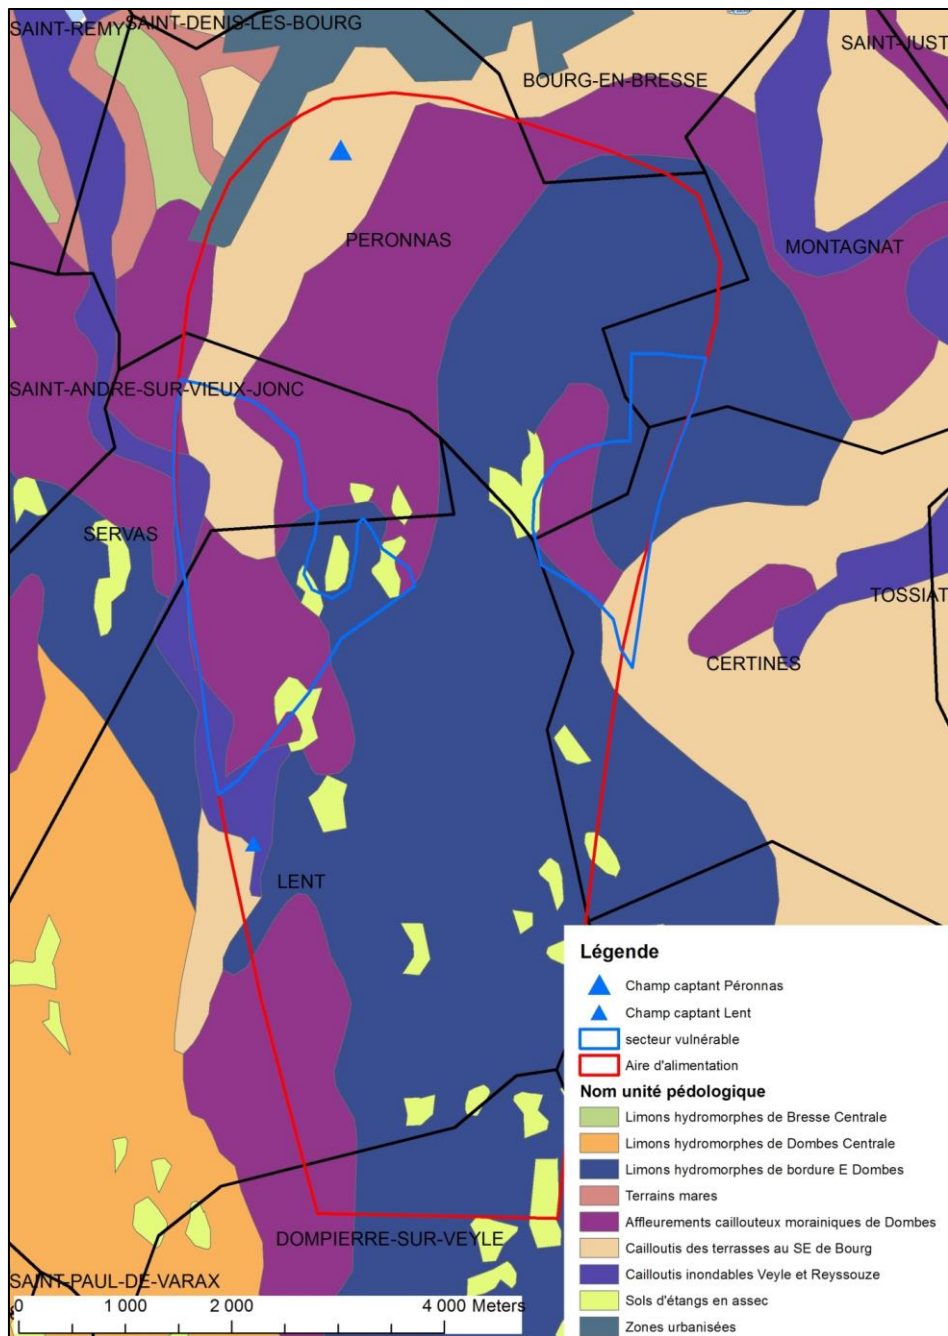 SAINT-REMY
SAINT-DENIS-LES-BOURG
SAINT-JUST
BOURG-EN-BRESSE
PERONNAS
MONTAGNAT
SAINT-ANDRE-SUR-VIEUX-JONC
SERVAS
TOSSIAT
CERTINES
LENT
DOMPIERRE-SUR-VEYLE
SAINT-PAUL-DE-VARAX
0 1 000 2 000 4 000 Meters
Légende
Champ captant Péronnas
Champ captant Lent
secteur vulnérable
Aire d'alimentation
Nom unité pédologique
Limons hydromorphes de Bresse Centrale
Limons hydromorphes de Dombes Centrale
Limons hydromorphes de bordure E Dombes
Terrains mares
Affleurements caillouteux morainiques de Dombes
Cailloutis des terrasses au SE de Bourg
Cailloutis inondables Veyle et Reyssouze
Sols d'étangs en assec
Zones urbanisées